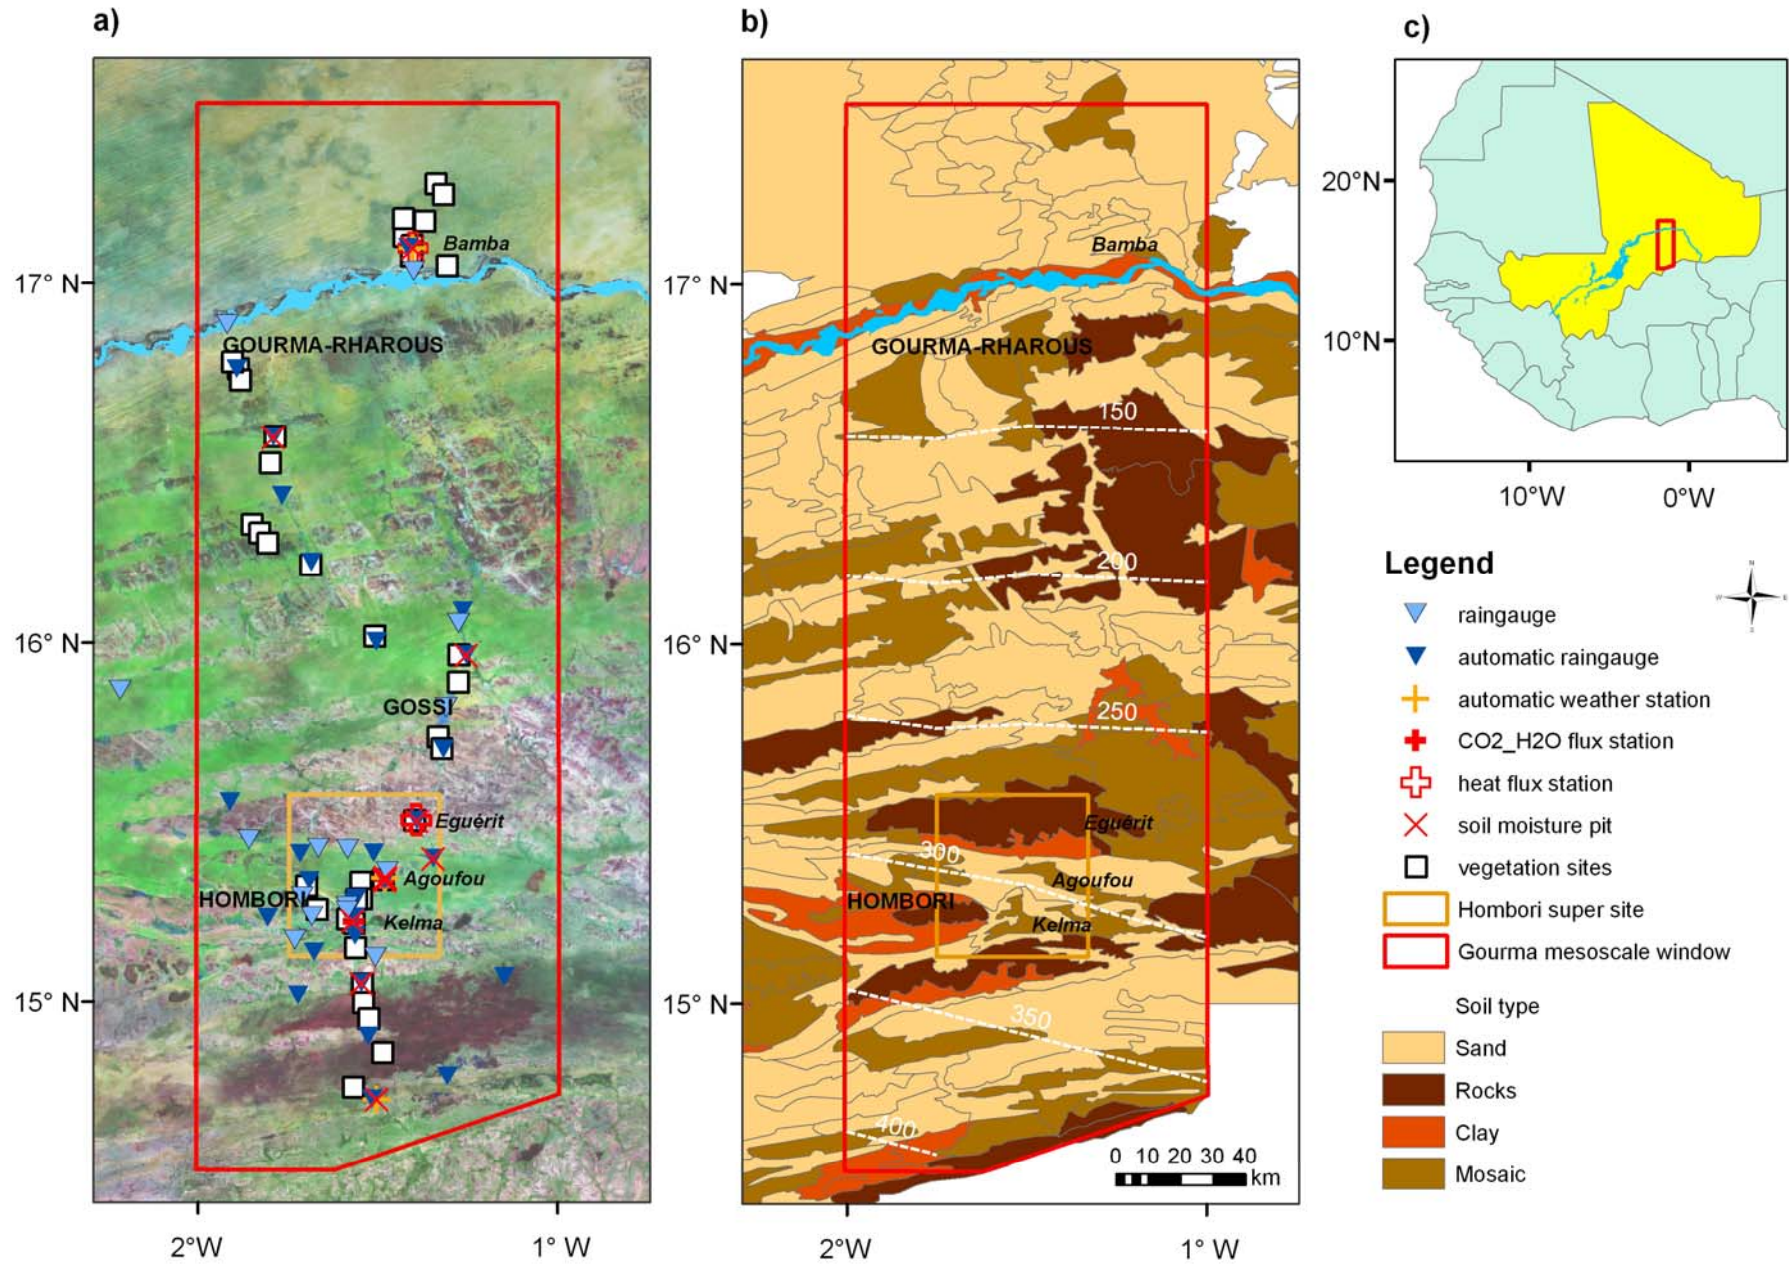 a)
17° N
16° N
15° N
2°W
1° W
Bamba
GOURMA-RHAROUS
GOSSI
Eguérit
Agoufou
HOMBORI
Kelma
b)
17° N
16° N
15° N
2°W
1° W
Bamba
GOURMA-RHAROUS
150
200
250
Eguérit
300
Agoufou
HOMBORI
Kelma
350
400
0 10 20 30 40
km
c)
20°N
10°N
10°W
0°W
Legend
N
W
E
S
raingauge
automatic raingauge
automatic weather station
CO2_H2O flux station
heat flux station
soil moisture pit
vegetation sites
Hombori super site
Gourma mesoscale window
Soil type
Sand
Rocks
Clay
Mosaic